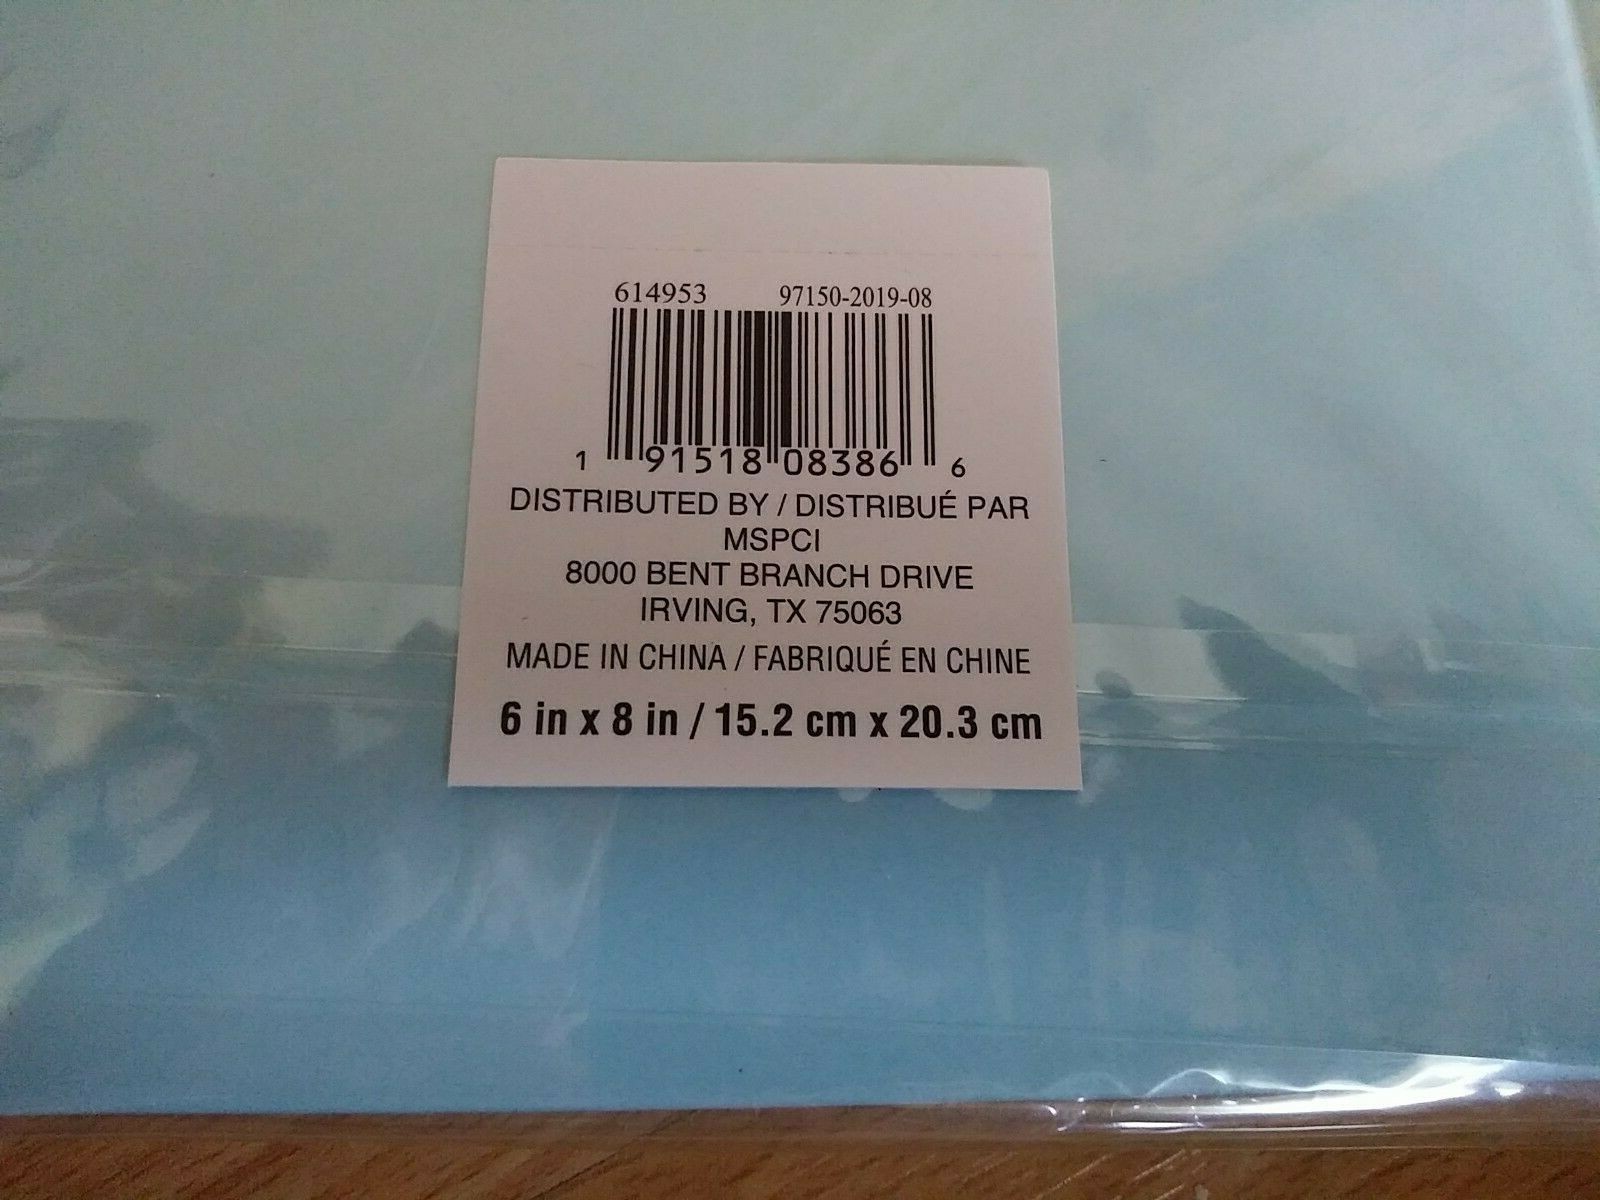 614953 97150-2019-08
1 91518 08386 6
DISTRIBUTED BY / DISTRIBUÉ PAR
MSPCI
8000 BENT BRANCH DRIVE
IRVING, TX 75063
MADE IN CHINA / FABRIQUÉ EN CHINE
6 in x 8 in / 15.2 cm x 20.3 cm